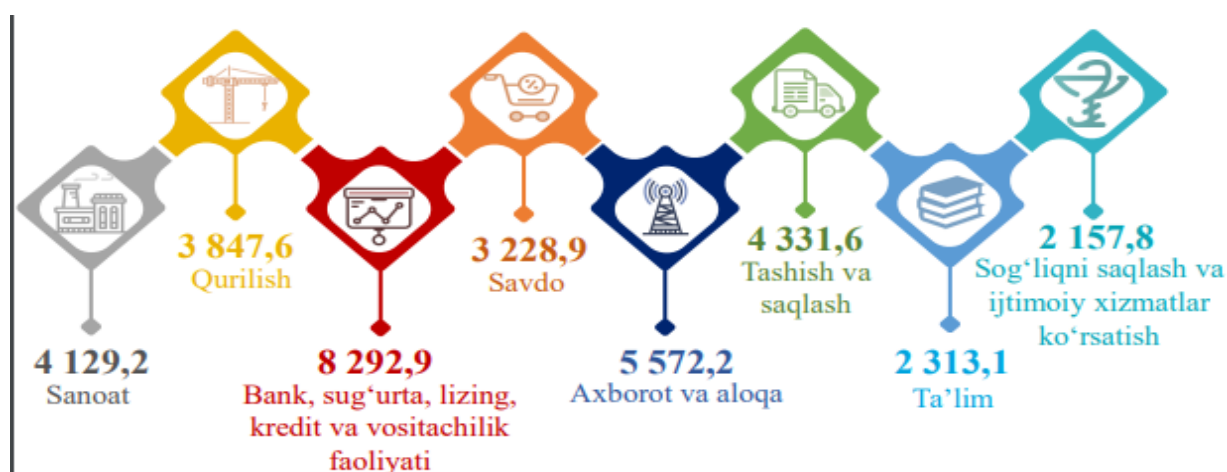 4 129,2
Sanoat
3 847,6
Qurilish
8 292,9
Bank, sug‘urta, lizing,
kredit va vositachilik
faoliyati
3 228,9
Savdo
5 572,2
Axborot va aloqa
4 331,6
Tashish va
saqlash
2 313,1
Ta’lim
2 157,8
Sog‘liqni saqlash va
ijtimoiy xizmatlar
ko‘rsatish